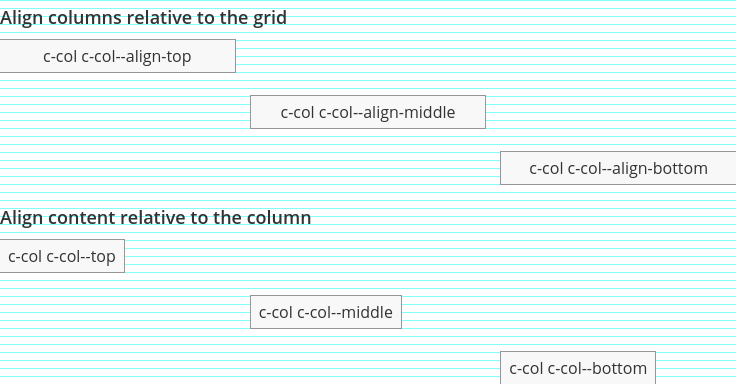 Align columns relative to the grid
c-col c-col--align-top
c-col c-col--align-middle
c-col c-col--align-bottom
Align content relative to the column
c-col c-col--top
c-col c-col--middle
c-col c-col--bottom